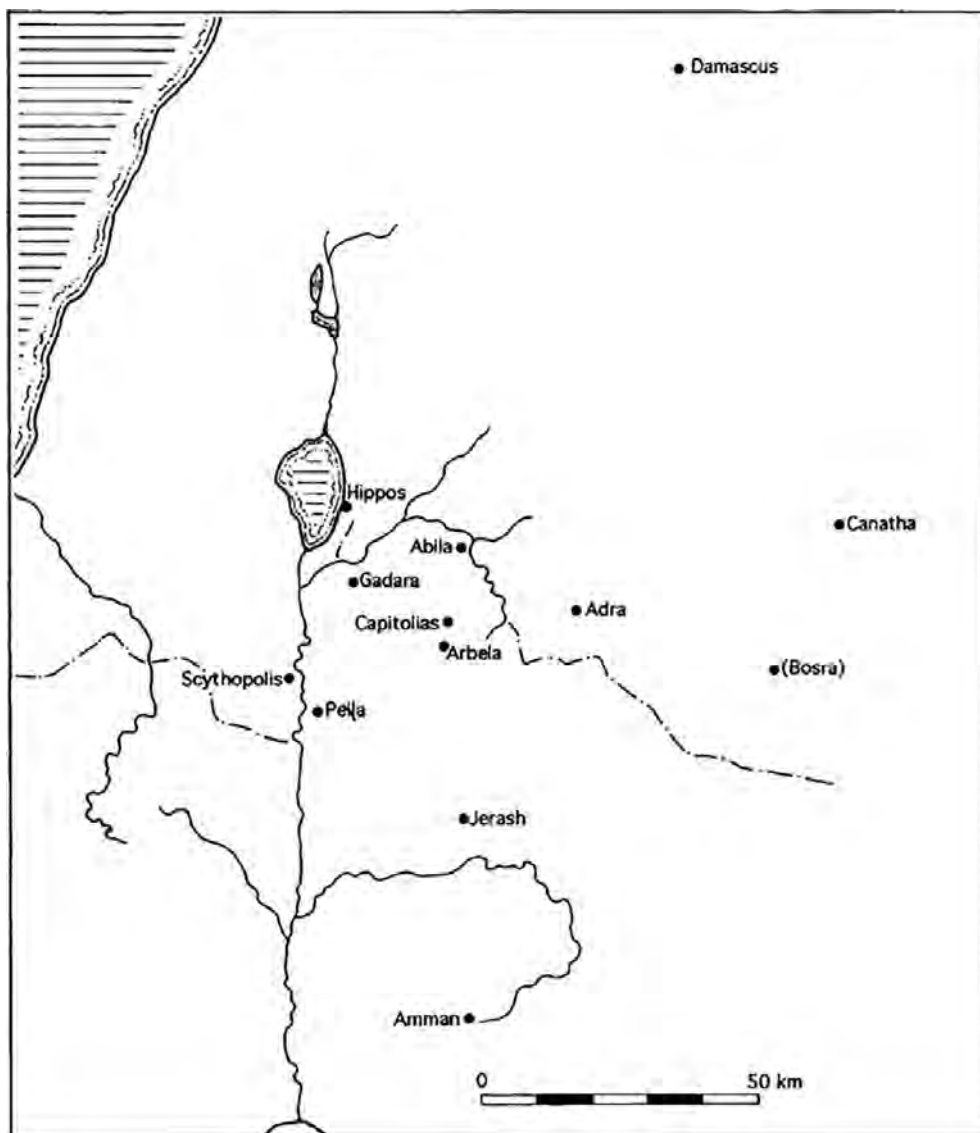 Damascus
Hippos
Canatha
Abila
Gadara
Adra
Capitolias
Arbela
(Bosra)
Scythopolis
Pella
Jerash
Amman
0 50 km